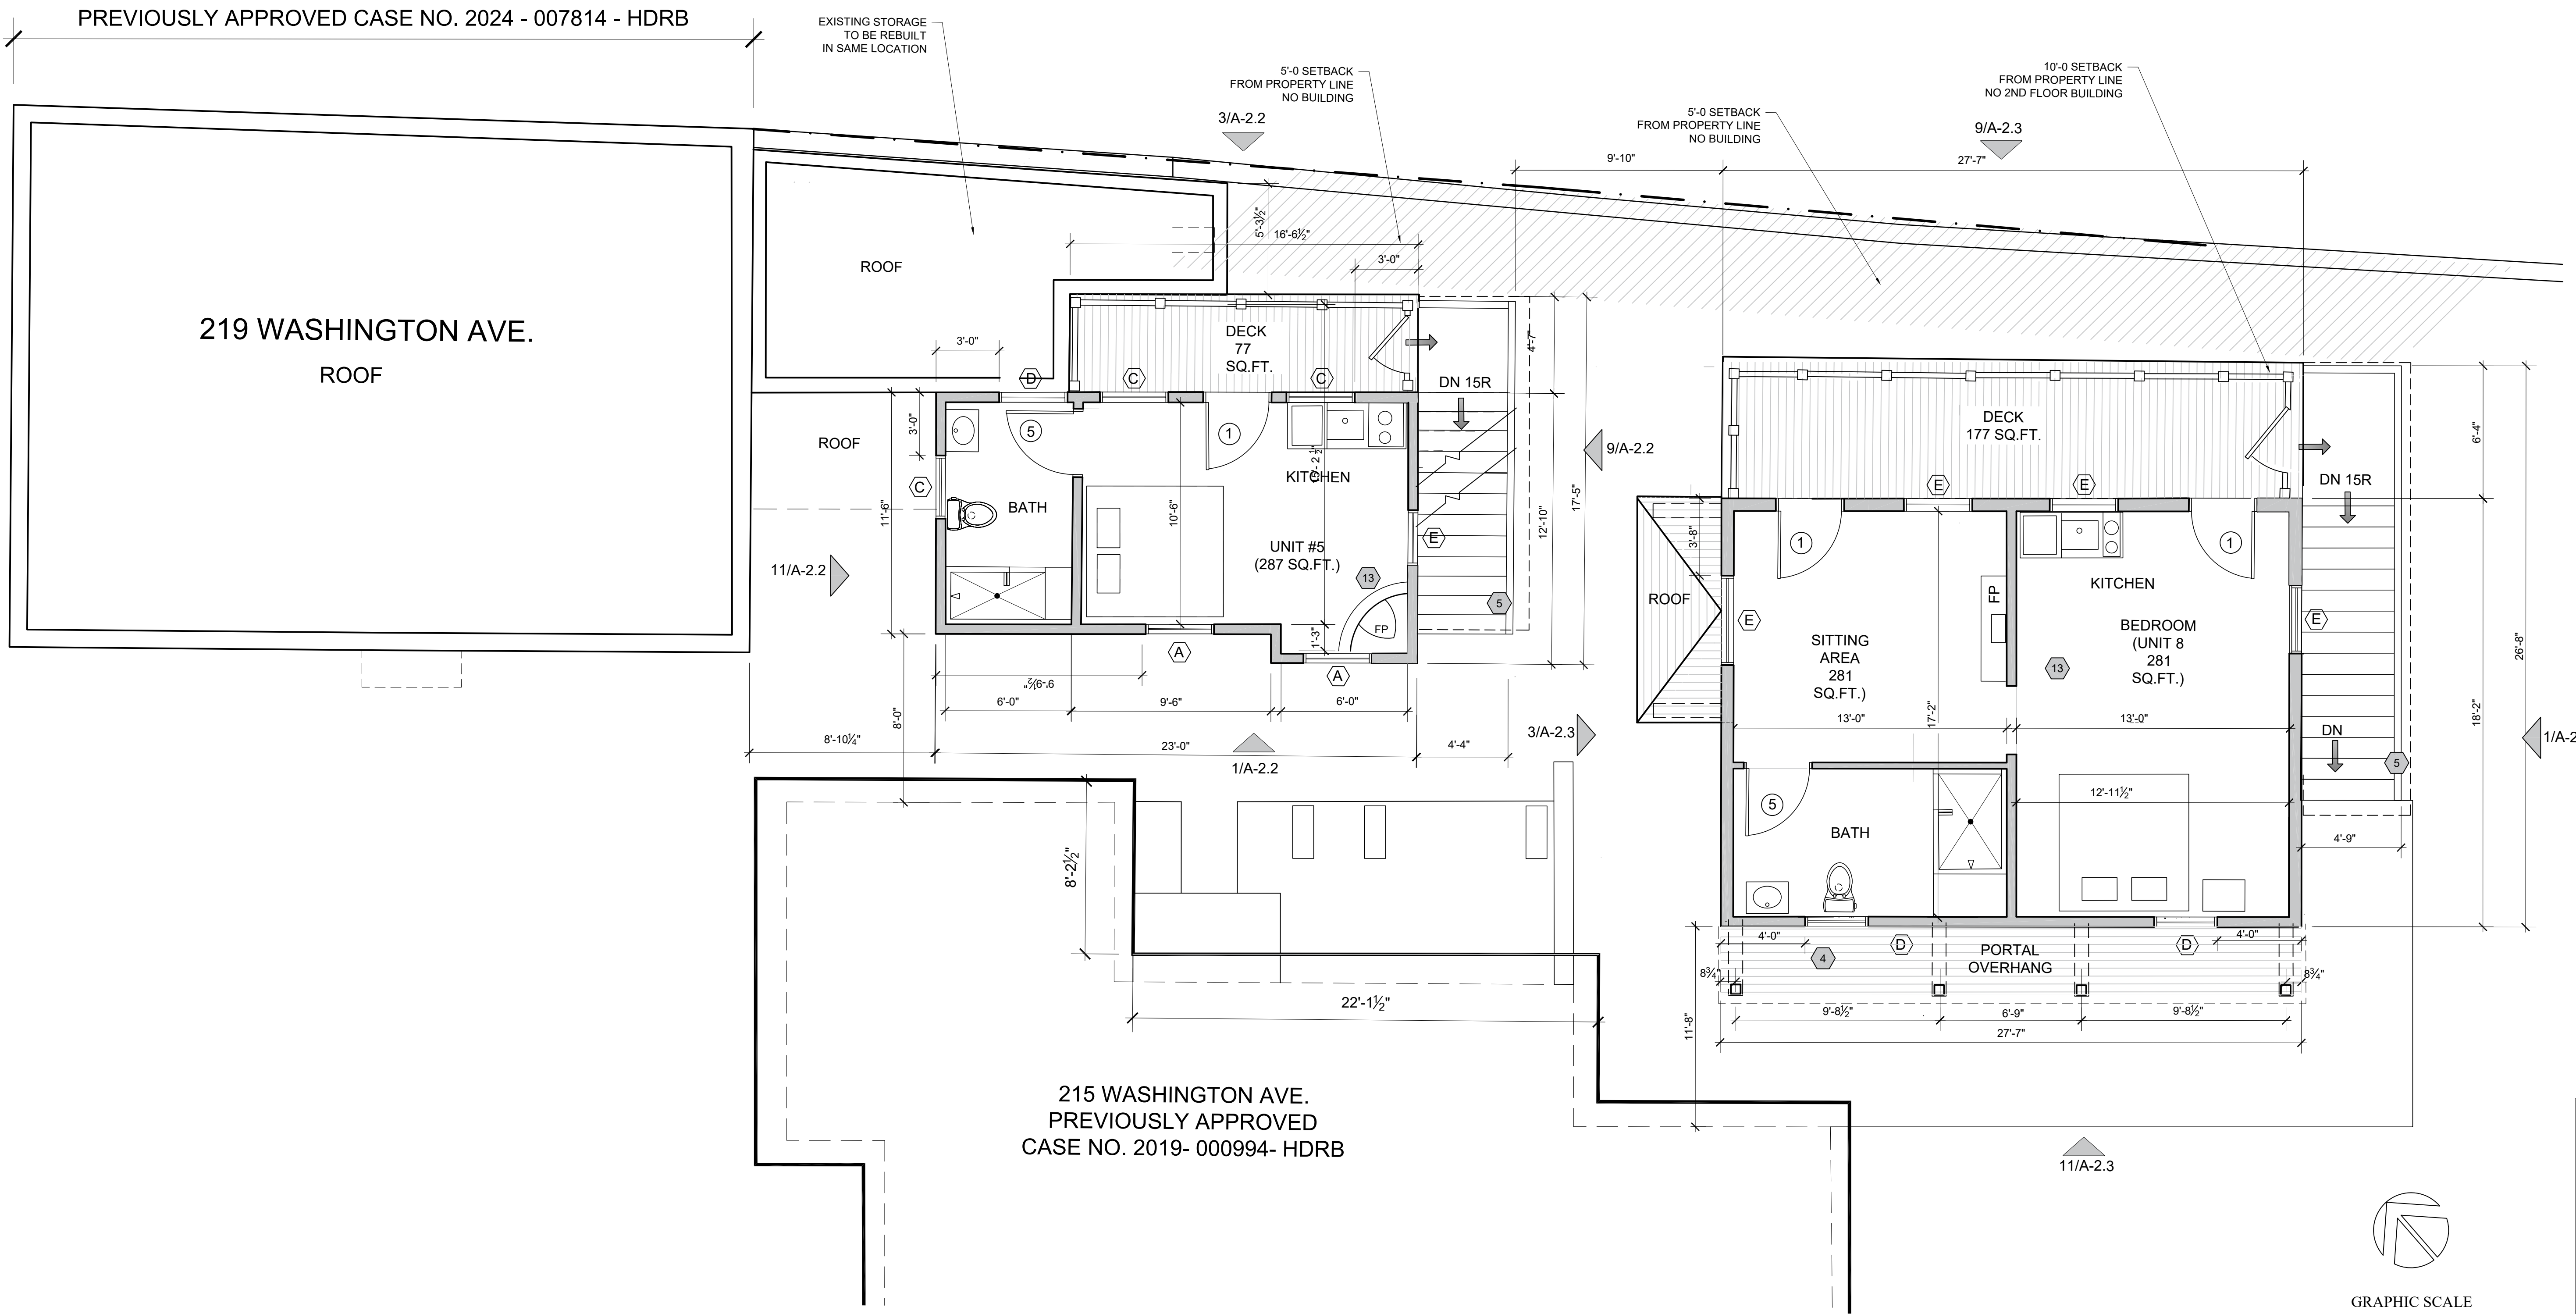 PREVIOUSLY APPROVED CASE NO. 2024 - 007814 - HDRB
EXISTING STORAGE
TO BE REBUILT
IN SAME LOCATION
5'-0 SETBACK
FROM PROPERTY LINE
NO BUILDING
3/A-2.2
5'-0 SETBACK
FROM PROPERTY LINE
NO BUILDING
10'-0 SETBACK
FROM PROPERTY LINE
NO 2ND FLOOR BUILDING
9/A-2.3
9'-10"
27'-7"
219 WASHINGTON AVE.
ROOF
ROOF
5'-3½"
16'-6½"
3'-0"
3'-0"
DECK
77
SQ.FT.
D
C
C
DN 15R
4'-7"
ROOF
3'-0"
C
11'-6"
5
BATH
1
10'-6"
KITCHEN
UNIT #5
(287 SQ.FT.)
13
FP
1'-3"
E
5
A
A
12'-10"
17'-5"
9/A-2.2
11/A-2.2
9'-9½"
6'-0"
9'-6"
6'-0"
8'-0"
8'-10¼"
23'-0"
4'-4"
1/A-2.2
3/A-2.3
DECK
177 SQ.FT.
E
E
DN 15R
6'-4"
3'-8"
ROOF
E
1
SITTING
AREA
281
SQ.FT.)
FP
KITCHEN
1
BEDROOM
(UNIT 8
281
SQ.FT.)
13
E
26'-8"
18'-2"
13'-0"
17'-2"
13'-0"
DN
5
1/A-2
5
BATH
12'-11½"
4'-9"
8'-2½"
22'-1½"
4'-0"
D
4
PORTAL
OVERHANG
D
4'-0"
8¾"
8¾"
9'-8½"
6'-9"
9'-8½"
27'-7"
11'-8"
215 WASHINGTON AVE.
PREVIOUSLY APPROVED
CASE NO. 2019- 000994- HDRB
11/A-2.3
GRAPHIC SCALE